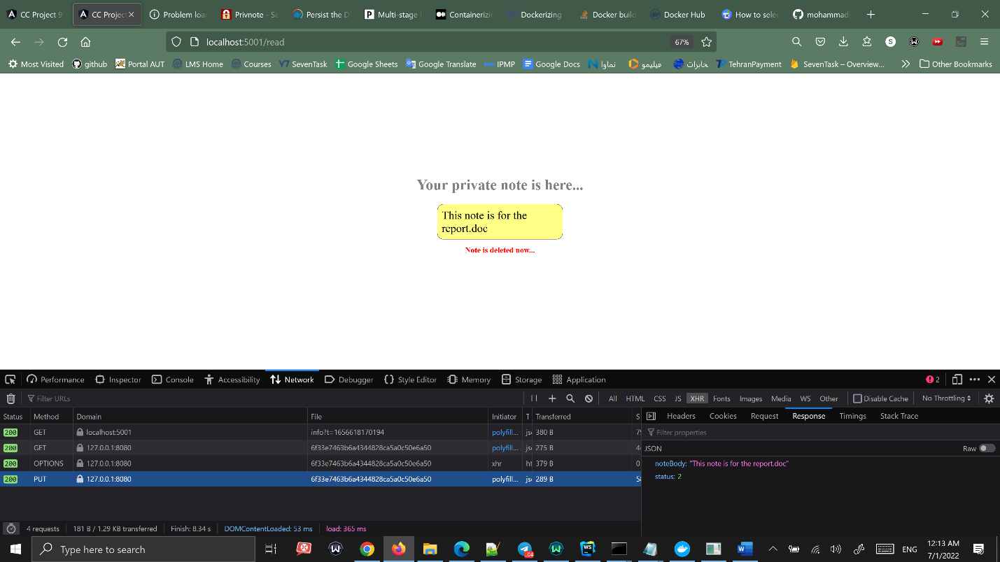 CC Project 9
CC Project
Problem loa
Privnote - Se
Persist the D
Multi-stage
Containerizin
Dockerizing
Docker build
Docker Hub
How to selec
mohammad
localhost:5001/read
67%
Most Visited
github
Portal AUT
LMS Home
Courses
SevenTask
Google Sheets
Google Translate
IPMP
Google Docs
نماوا
فیلیمو
TehranPayment
SevenTask – Overview...
Other Bookmarks
Your private note is here...
This note is for the
report.doc
Note is deleted now...
Performance
Inspector
Console
Accessibility
Network
Debugger
Style Editor
Memory
Storage
Application
2
Filter URLs
All HTML CSS JS XHR Fonts Images Media WS Other
Disable Cache
No Throttling
Status Method Domain File Initiator T Transferred S
200 GET localhost:5001 info?t=1656618170194 polyfill... js 380 B 79
200 GET 127.0.0.1:8080 6f33e7463b6a4344828ca5a0c50e6a50 polyfill... js 275 B 44
200 OPTIONS 127.0.0.1:8080 6f33e7463b6a4344828ca5a0c50e6a50 xhr ht 379 B 0
200 PUT 127.0.0.1:8080 6f33e7463b6a4344828ca5a0c50e6a50 polyfill... js 289 B 58
Headers Cookies Request Response Timings Stack Trace
Filter properties
JSON
Raw
noteBody: "This note is for the report.doc"
status: 2
4 requests
181 B / 1.29 KB transferred
Finish: 8.34 s
DOMContentLoaded: 53 ms
load: 365 ms
Type here to search
ENG
12:13 AM
7/1/2022